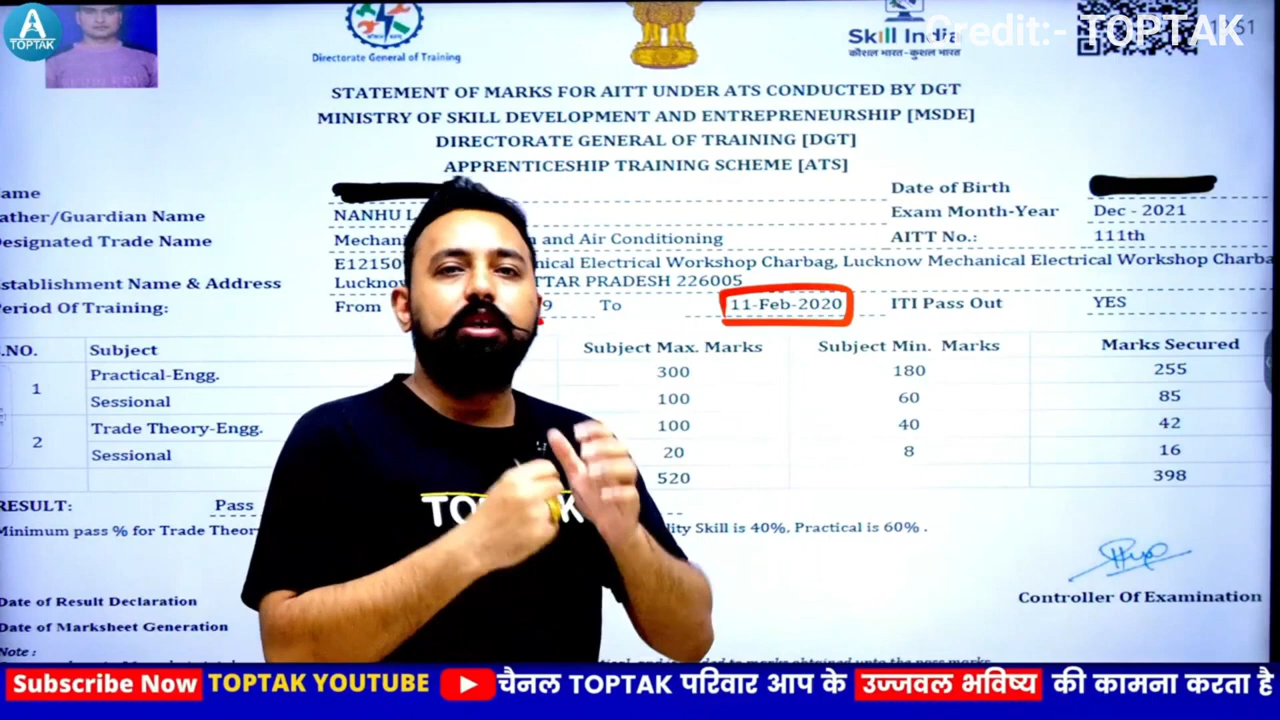 A
TOPTAK
Directorate General of Training
Skill India
कौशल भारत - कुशल भारत
Credit:- TOPTAK
51
STATEMENT OF MARKS FOR AITT UNDER ATS CONDUCTED BY DGT
MINISTRY OF SKILL DEVELOPMENT AND ENTREPRENEURSHIP [MSDE]
DIRECTORATE GENERAL OF TRAINING [DGT]
APPRENTICESHIP TRAINING SCHEME [ATS]
ame
Date of Birth
ather/Guardian Name NANHU L
Exam Month-Year Dec - 2021
esignated Trade Name Mechani n and Air Conditioning
AITT No.: 111th
E12150 nical Electrical Workshop Charbag, Lucknow Mechanical Electrical Workshop Charba
stablishment Name & Address Lucknow TTAR PRADESH 226005
eriod Of Training: From 9 To 11-Feb-2020 ITI Pass Out YES
.NO. Subject Subject Max. Marks Subject Min. Marks Marks Secured
1 Practical-Engg. 300 180 255
Sessional 100 60 85
2 Trade Theory-Engg. 100 40 42
Sessional 20 8 16
520 398
RESULT: Pass
Minimum pass % for Trade Theor lity Skill is 40%, Practical is 60% .
TO K
Controller Of Examination
Date of Result Declaration
Date of Marksheet Generation
Note :
Subscribe Now TOPTAK YOUTUBE चैनल TOPTAK परिवार आप के उज्जवल भविष्य की कामना करता है